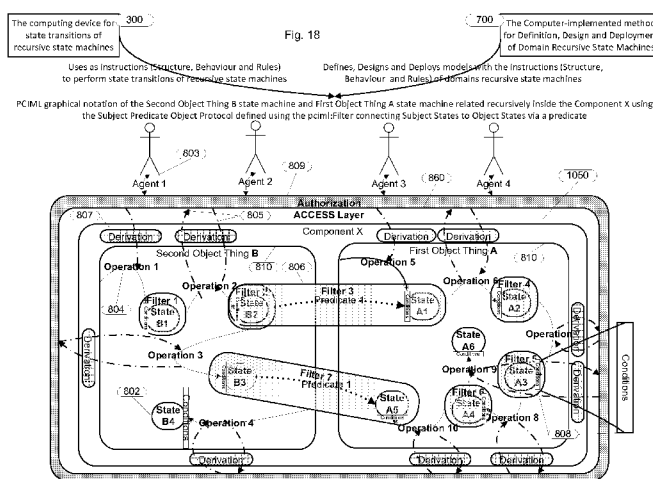 The computing device for
state transitions of
recursive state machines
300
Fig. 18
700
The Computer-implemented method
for Definition, Design and Deployment
of Domain Recursive State Machines
Uses as Instructions (Structure, Behaviour and Rules)
to perform state transitions of recursive state machines
Defines, Designs and Deploys models with the Instructions (Structure,
Behaviour and Rules) of domains recursive state machines
PCIML graphical notation of the Second Object Thing B state machine and First Object Thing A state machine related recursively inside the Component X using
the Subject Predicate Object Protocol defined using the pciml:Filter connecting Subject States to Object States via a predicate
803
809
860
1050
Agent 1
Agent 2
Agent 3
Agent 4
Authorization
ACCESS Layer
807
805
Component X
Derivation
Derivation
Derivation
Derivation
Second Object Thing B
First Object Thing A
Operation 1
810
806
Operation 5
810
804
Operation 2
Filter 3
Predicate 4
Operation 6
Filter 4
Filter 1
State
B1
State
B2
State
A1
State
A2
Operation 3
State
A6
Conditions
Operation
Derivation
Derivation
Derivation
Conditions
Predicate 1
State
B3
Operation 9
Filter 5
State
A3
802
State
B4
Conditions
Operation 4
State
A5
Filter 6
State
A4
Operation 8
Operation 10
808
Derivation
Derivation
Derivation